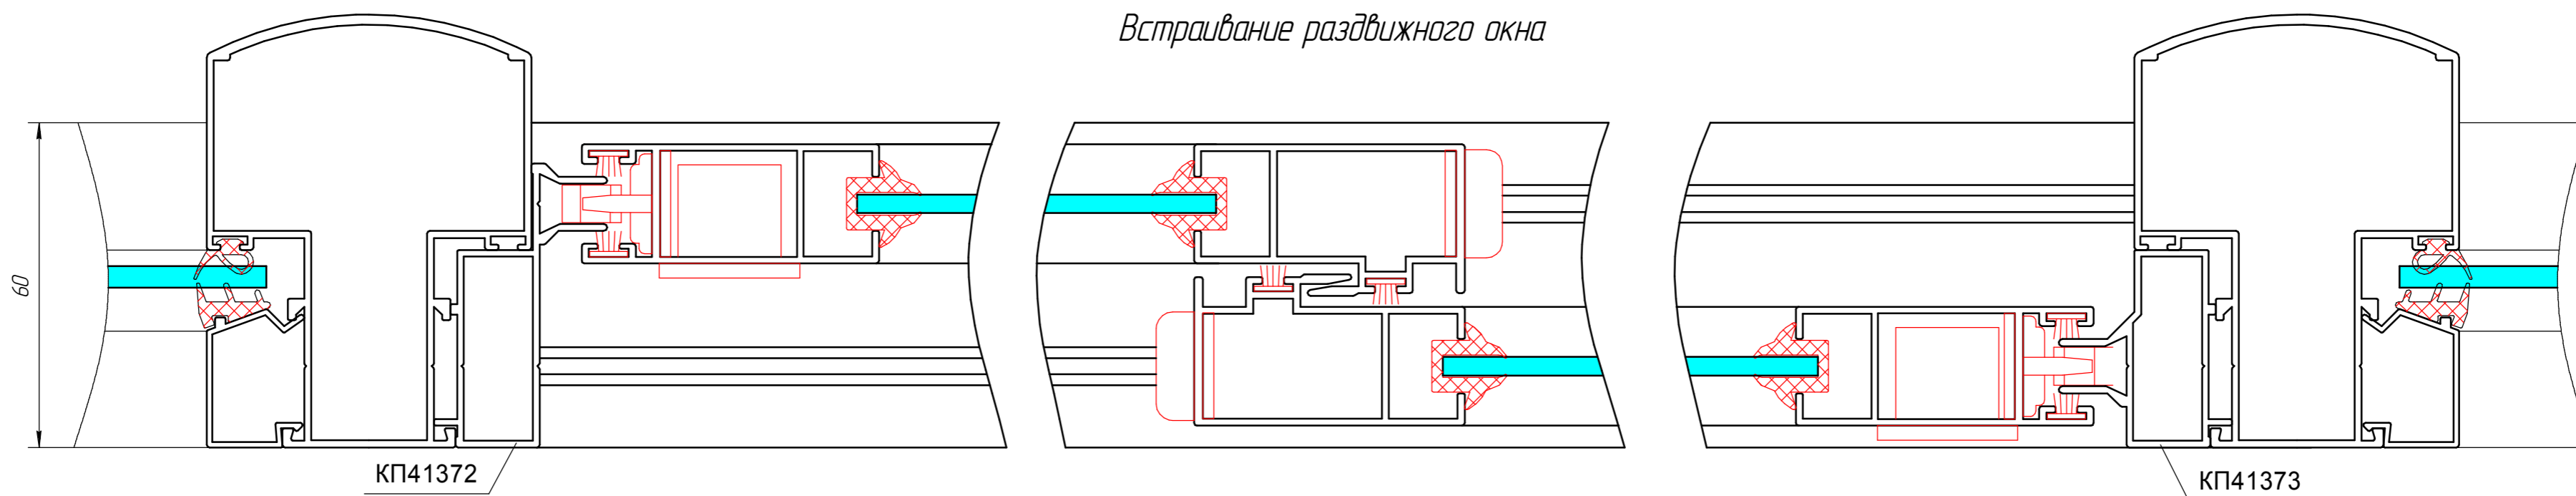 Встраивание раздвижного окна
60
КП41372
КП41373